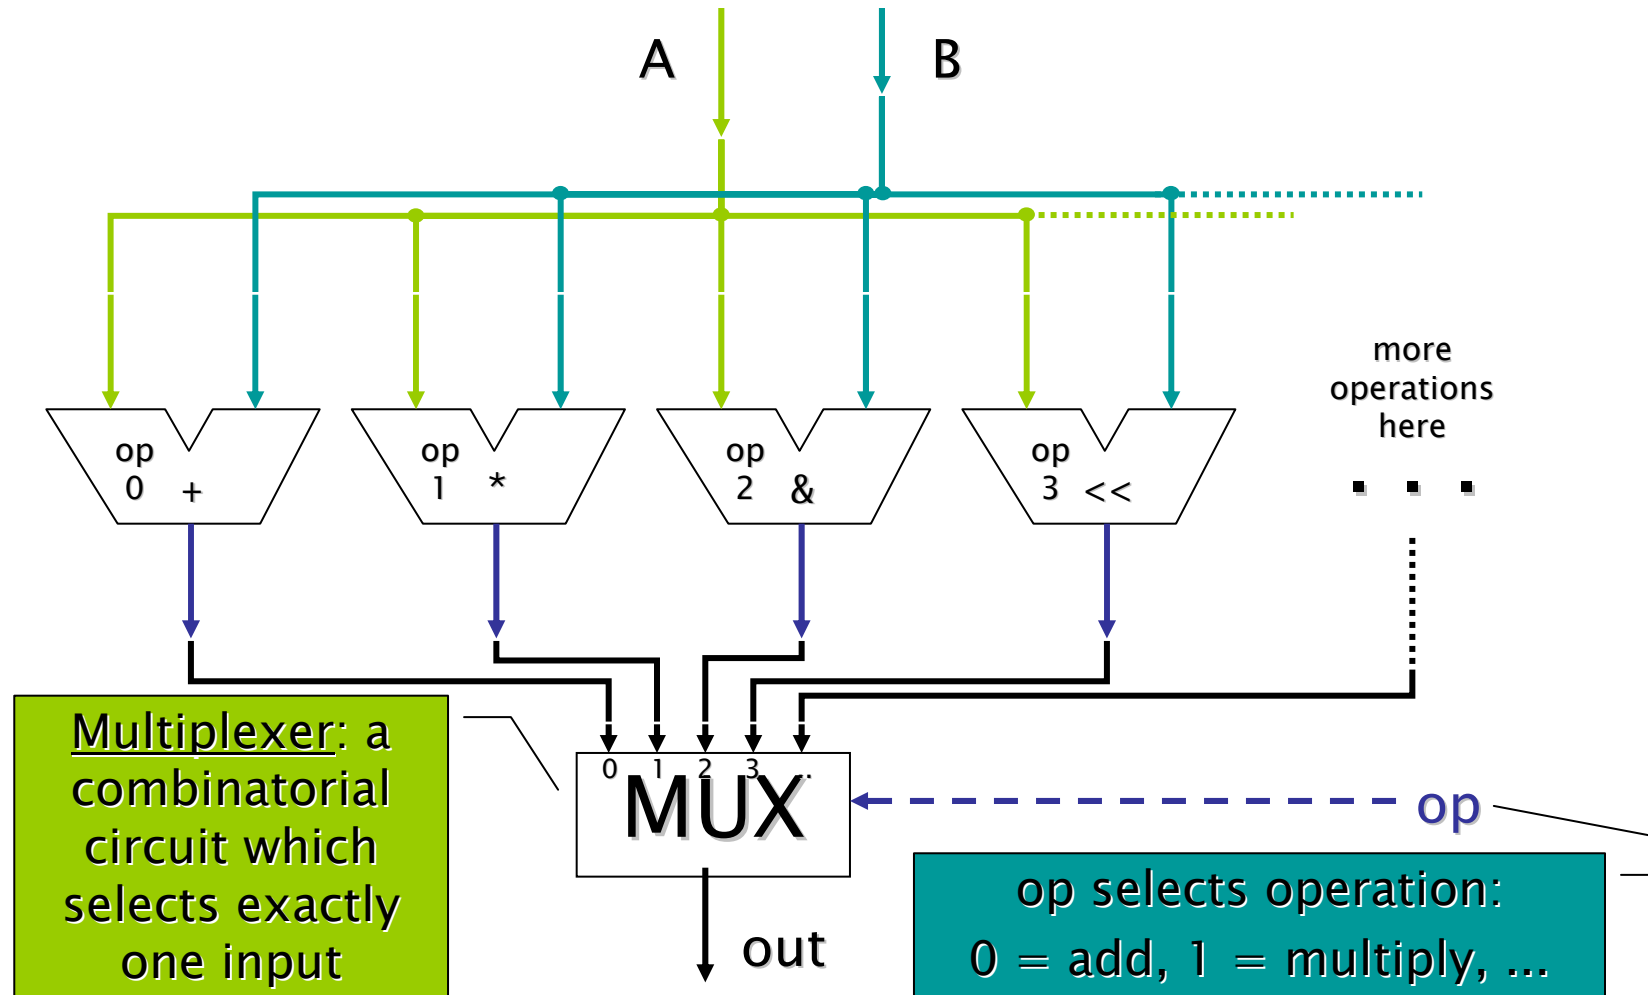 A
B
more
operations
here
op
0 +
op
1 *
op
2 &
op
3 <<
. . .
0 1 2 3 ..
MUX
op
out
Multiplexer: a
combinatorial
circuit which
selects exactly
one input
op selects operation:
0 = add, 1 = multiply, ...